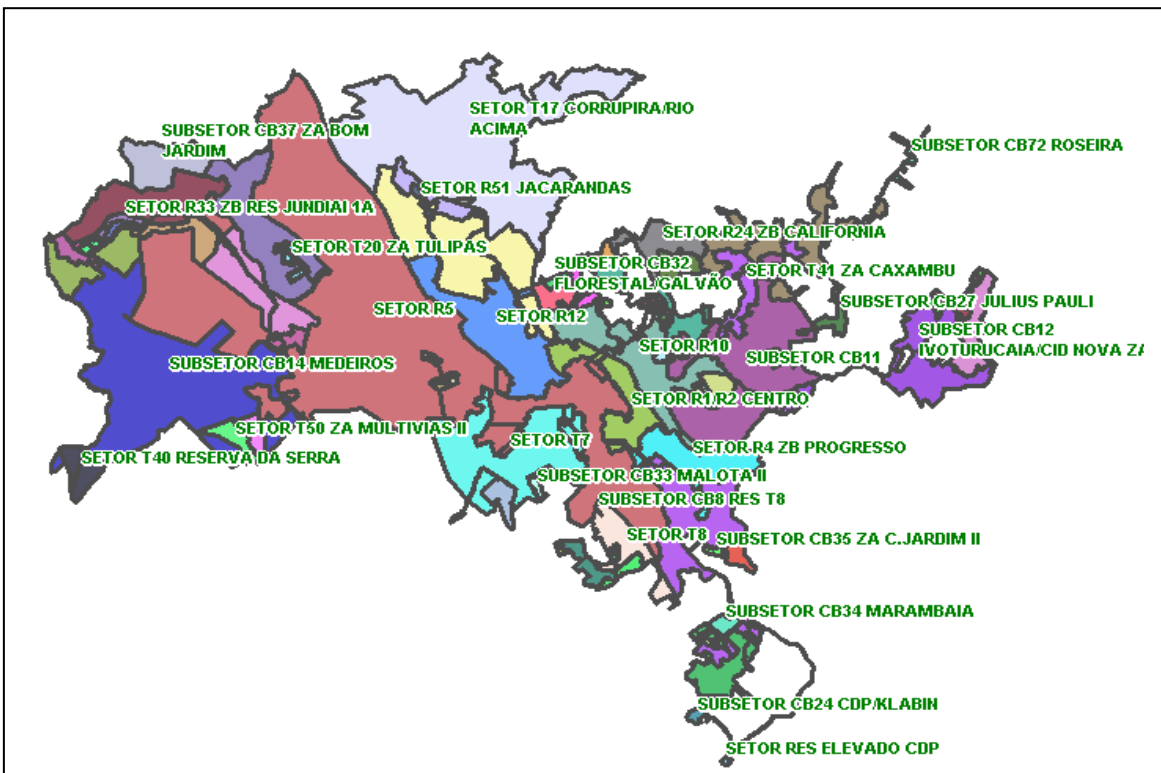 SETOR T17 CORRUPIRA/RIO
ACIMA
SUBSETOR CB37 ZA BOM
JARDIM
SUBSETOR CB72 ROSEIRA
SETOR R51 JACARANDAS
SETOR R33 ZB RES JUNDIAI 1A
SETOR R24 ZB CALIFORNIA
SETOR T20 ZA TULIPAS
SUBSETOR CB32
FLORESTAL/GALVÃO
SETOR T41 ZA CAXAMBU
SUBSETOR CB27 JULIUS PAULI
SETOR R5
SETOR R12
SUBSETOR CB12
IVOTURUCAIA/CID NOVA ZA
SETOR R10
SUBSETOR CB11
SUBSETOR CB14 MEDEIROS
SETOR R1/R2 CENTRO
SETOR T50 ZA MULTIVIAS II
SETOR T7
SETOR R4 ZB PROGRESSO
SETOR T40 RESERVA DA SERRA
SUBSETOR CB33 MALOTA II
SUBSETOR CB8 RES T8
SETOR T8
SUBSETOR CB35 ZA C.JARDIM II
SUBSETOR CB34 MARAMBAIA
SUBSETOR CB24 CDP/KLABIN
SETOR RES ELEVADO CDP